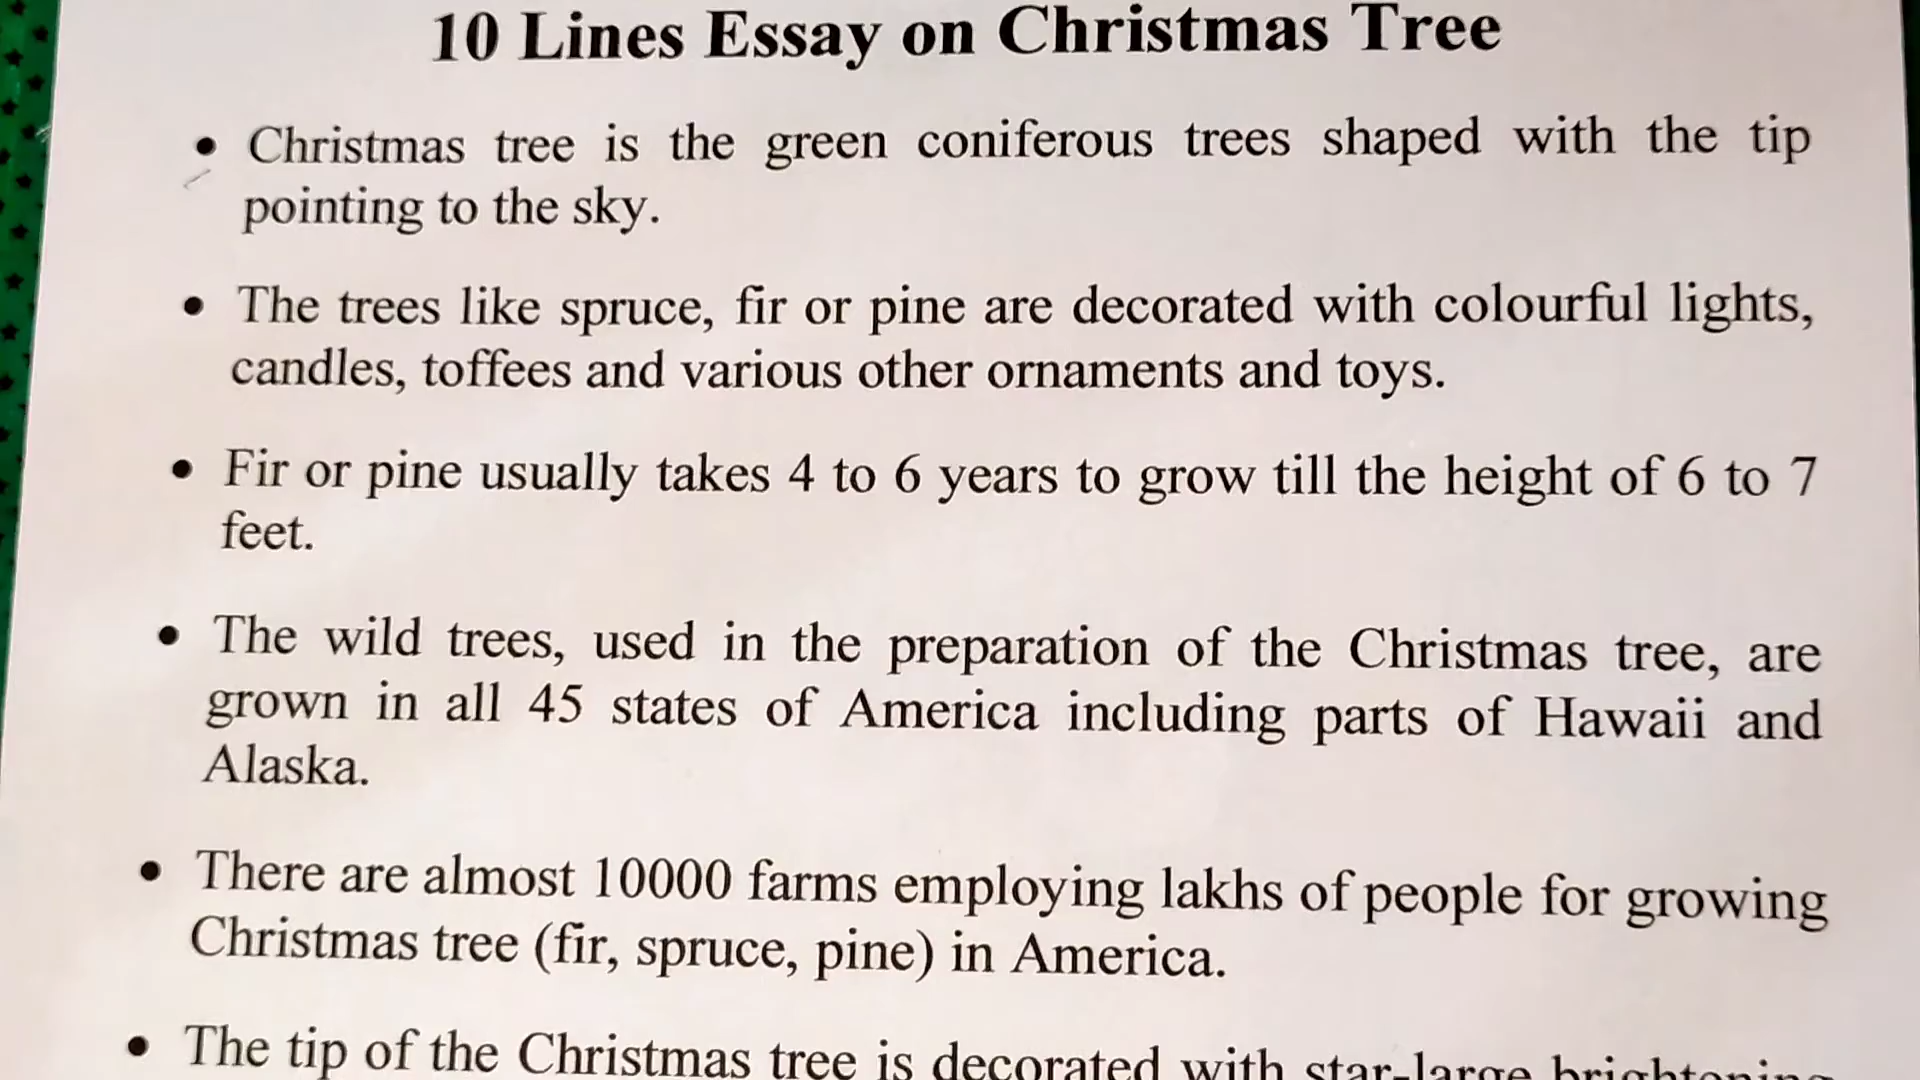 10 Lines Essay on Christmas Tree
• Christmas tree is the green coniferous trees shaped with the tip
pointing to the sky.
• The trees like spruce, fir or pine are decorated with colourful lights,
candles, toffees and various other ornaments and toys.
• Fir or pine usually takes 4 to 6 years to grow till the height of 6 to 7
feet.
• The wild trees, used in the preparation of the Christmas tree, are
grown in all 45 states of America including parts of Hawaii and
Alaska.
• There are almost 10000 farms employing lakhs of people for growing
Christmas tree (fir, spruce, pine) in America.
• The tip of the Christmas tree is decorated with star-large brightening